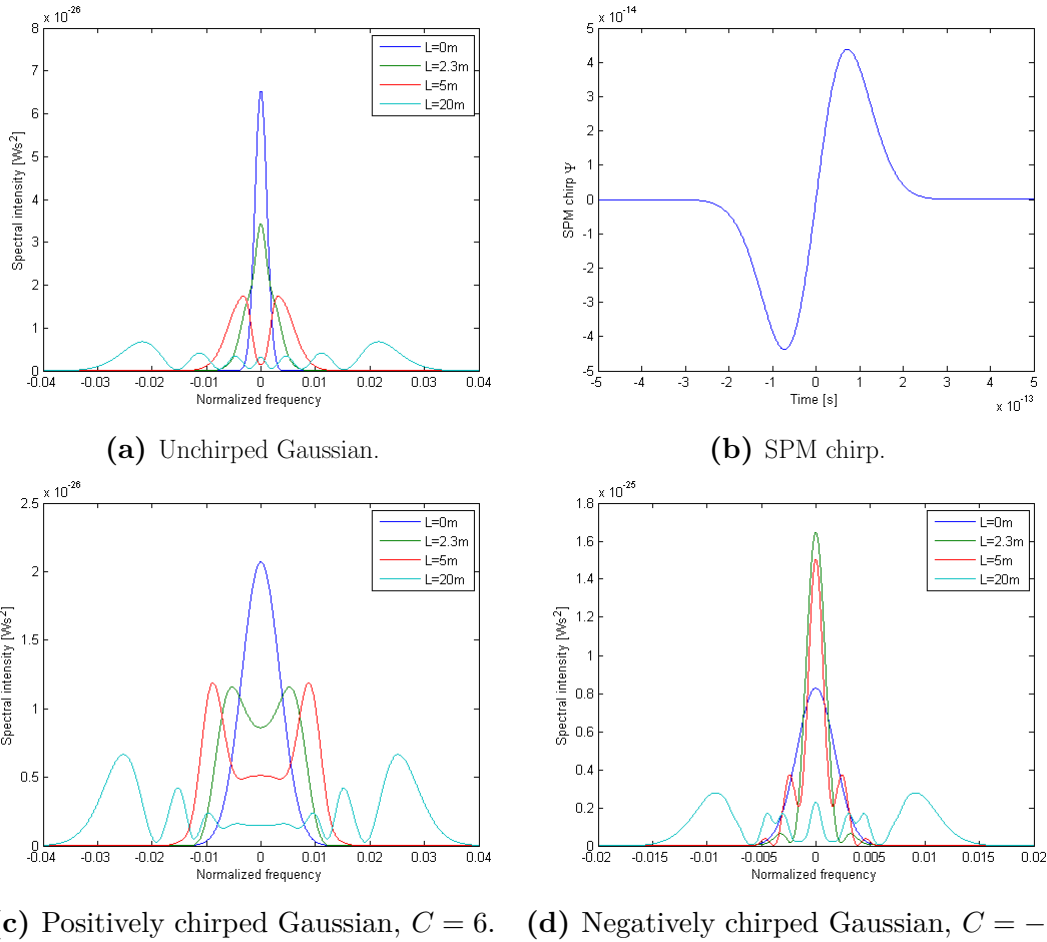 x 10^-26
8
7
6
5
4
3
2
1
0
-0.04 -0.03 -0.02 -0.01 0 0.01 0.02 0.03 0.04
Normalized frequency
Spectral intensity [Ws²]
L=0m
L=2.3m
L=5m
L=20m
(a) Unchirped Gaussian.
x 10^-14
5
4
3
2
1
0
-1
-2
-3
-4
-5
-5 -4 -3 -2 -1 0 1 2 3 4 5
Time [s]
x 10^-13
SPM chirp Ψ
(b) SPM chirp.
x 10^-26
2.5
2
1.5
1
0.5
0
-0.04 -0.03 -0.02 -0.01 0 0.01 0.02 0.03 0.04
Normalized frequency
Spectral intensity [Ws²]
L=0m
L=2.3m
L=5m
L=20m
c) Positively chirped Gaussian, C = 6.
x 10^-25
1.8
1.6
1.4
1.2
1
0.8
0.6
0.4
0.2
0
-0.02 -0.015 -0.01 -0.005 0 0.005 0.01 0.015 0.02
Normalized frequency
Spectral intensity [Ws²]
L=0m
L=2.3m
L=5m
L=20m
(d) Negatively chirped Gaussian, C = −